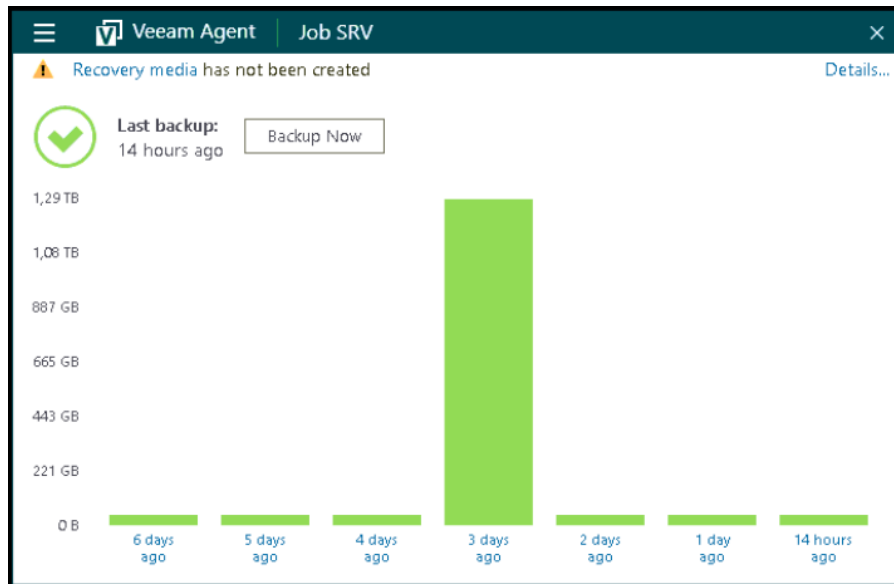 Veeam Agent Job SRV
Recovery media has not been created Details...
Last backup:
14 hours ago
Backup Now
1,29 TB
1,08 TB
887 GB
665 GB
443 GB
221 GB
0 B
6 days ago
5 days ago
4 days ago
3 days ago
2 days ago
1 day ago
14 hours ago